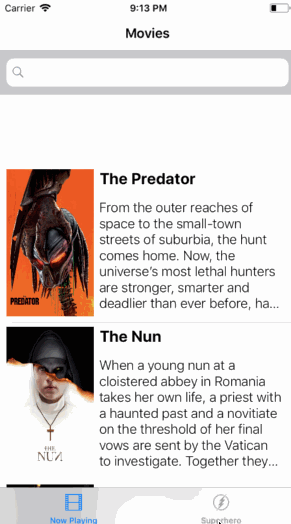 Carrier 9:13 PM
Movies
The Predator
From the outer reaches of
space to the small-town
streets of suburbia, the hunt
comes home. Now, the
universe's most lethal hunters
are stronger, smarter and
deadlier than ever before, ha...
PREDATOR
The Nun
When a young nun at a
cloistered abbey in Romania
takes her own life, a priest with
a haunted past and a novitiate
on the threshold of her final
vows are sent by the Vatican
to investigate. Together they...
THE
NUN
Now Playing
Superhero